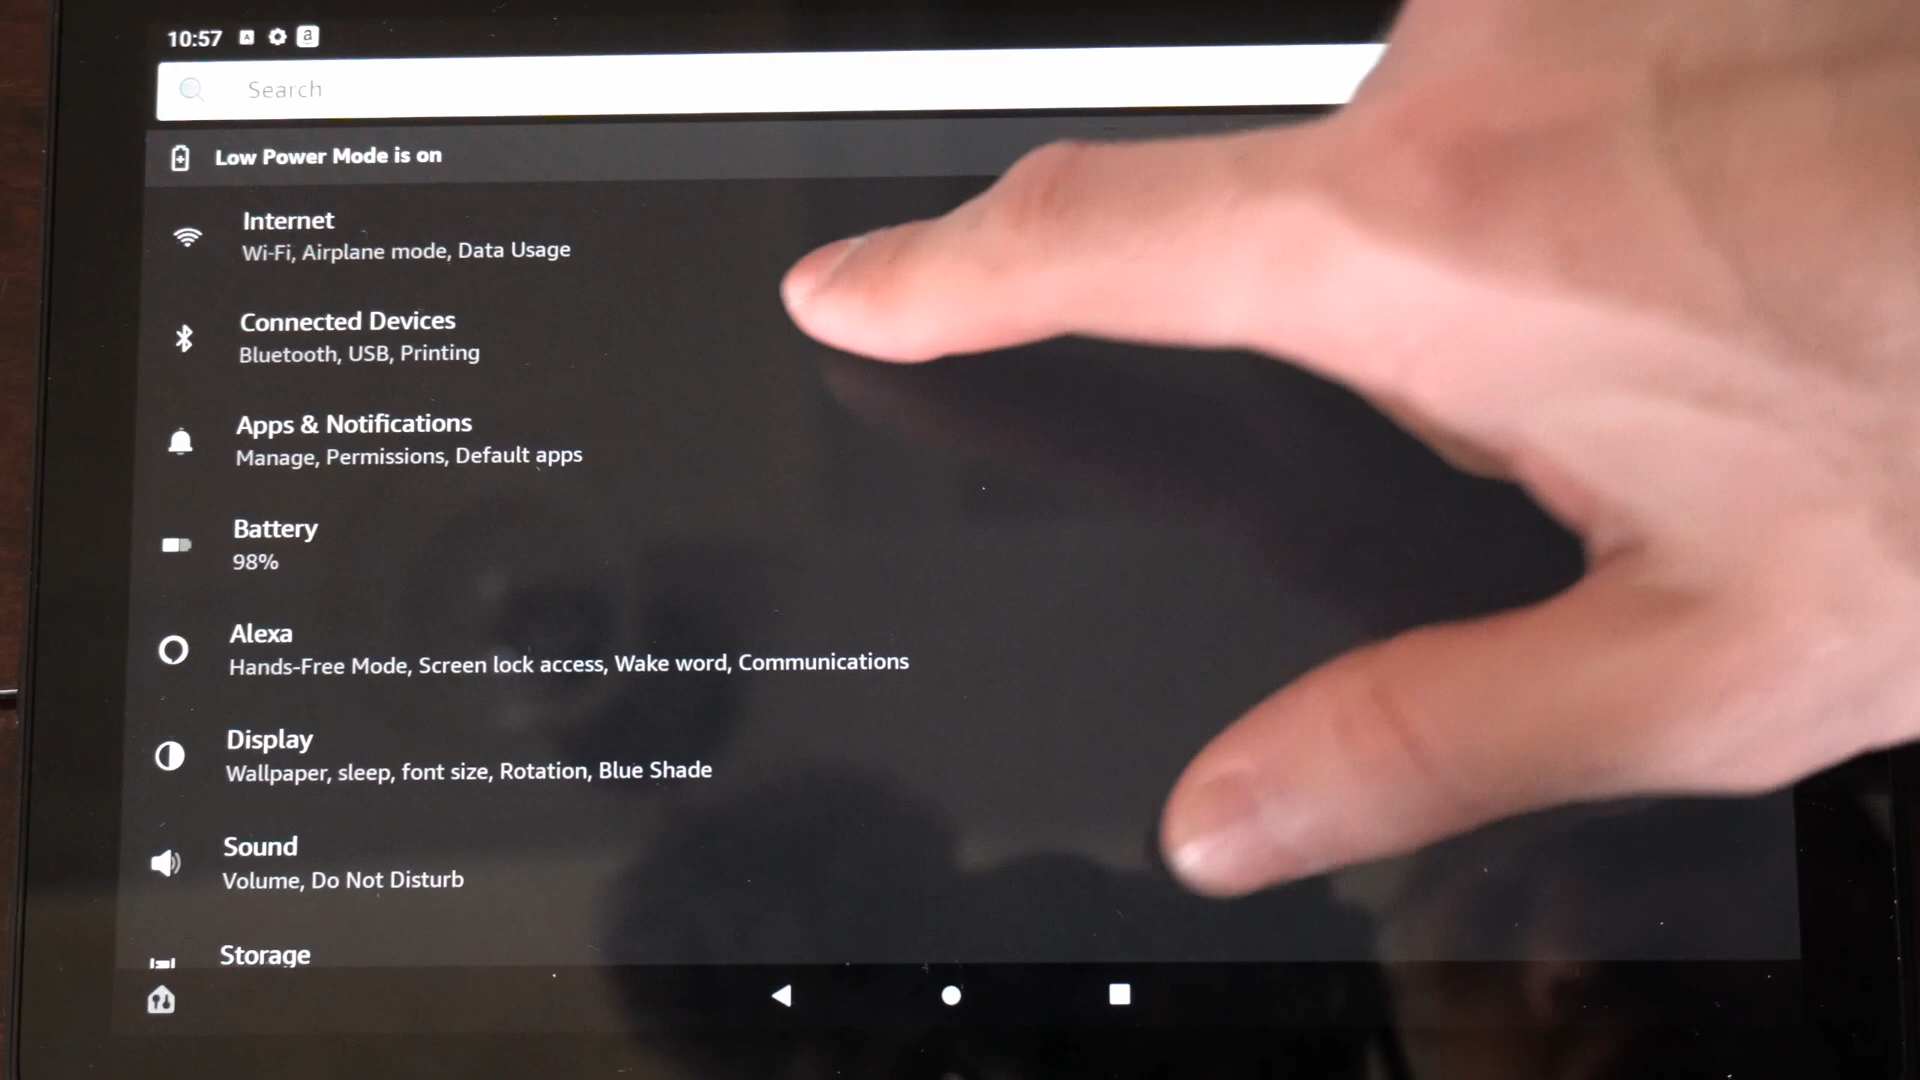 10:57 A a
Search
Low Power Mode is on
Internet
Wi-Fi, Airplane mode, Data Usage
Connected Devices
Bluetooth, USB, Printing
Apps & Notifications
Manage, Permissions, Default apps
Battery
98%
Alexa
Hands-Free Mode, Screen lock access, Wake word, Communications
Display
Wallpaper, sleep, font size, Rotation, Blue Shade
Sound
Volume, Do Not Disturb
Storage